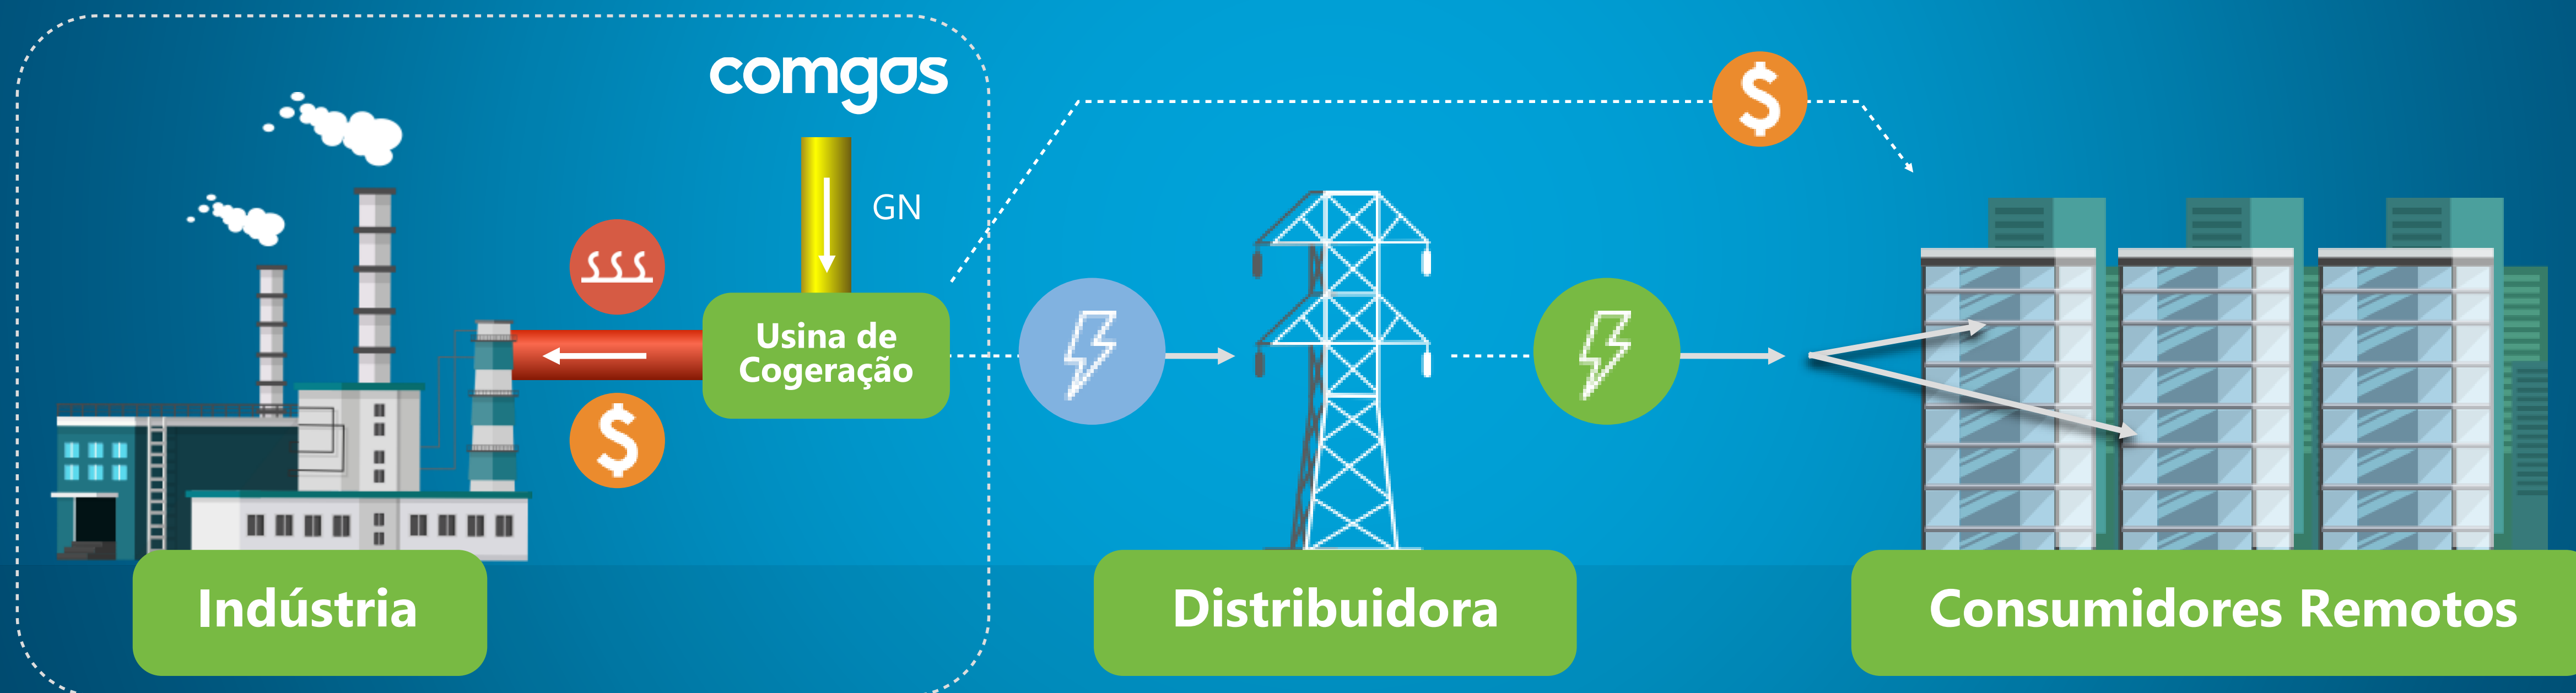 comgas
GN
Usina de
Cogeração
Indústria
Distribuidora
Consumidores Remotos